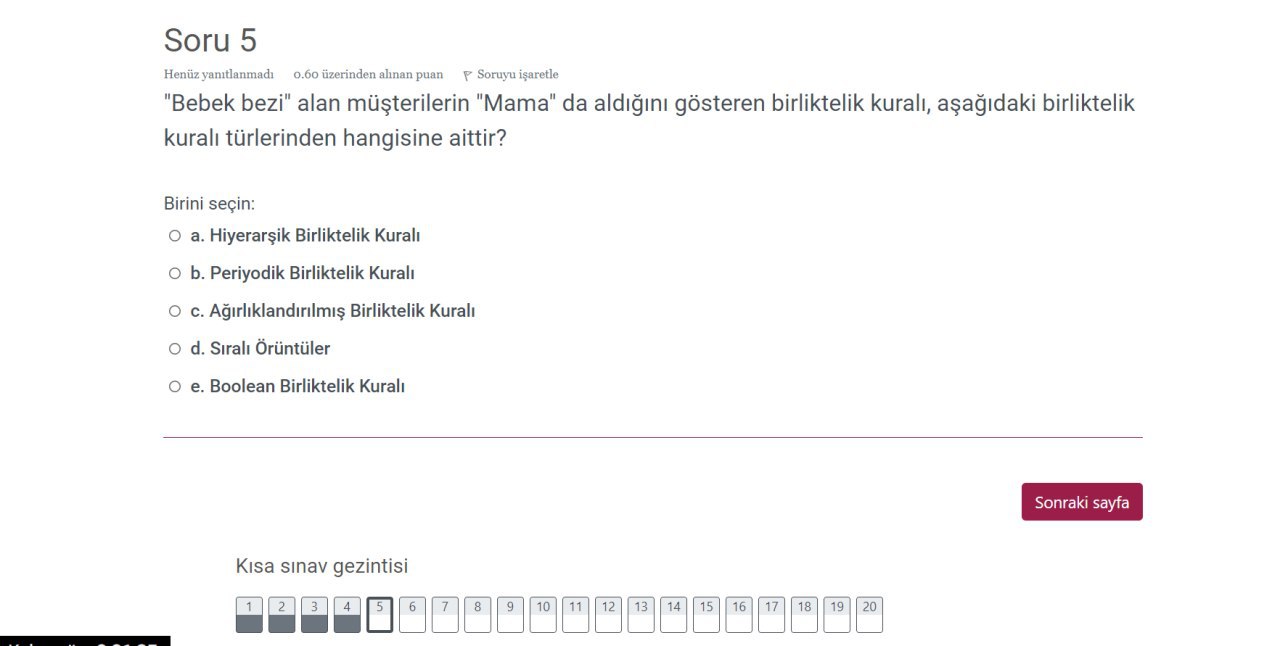 Soru 5
Henüz yanıtlanmadı 0.60 üzerinden alınan puan Soruyu işaretle
"Bebek bezi" alan müşterilerin "Mama" da aldığını gösteren birliktelik kuralı, aşağıdaki birliktelik
kuralı türlerinden hangisine aittir?
Birini seçin:
a. Hiyerarşik Birliktelik Kuralı
b. Periyodik Birliktelik Kuralı
c. Ağırlıklandırılmış Birliktelik Kuralı
d. Sıralı Örüntüler
e. Boolean Birliktelik Kuralı
Sonraki sayfa
Kısa sınav gezintisi
1 2 3 4 5 6 7 8 9 10 11 12 13 14 15 16 17 18 19 20